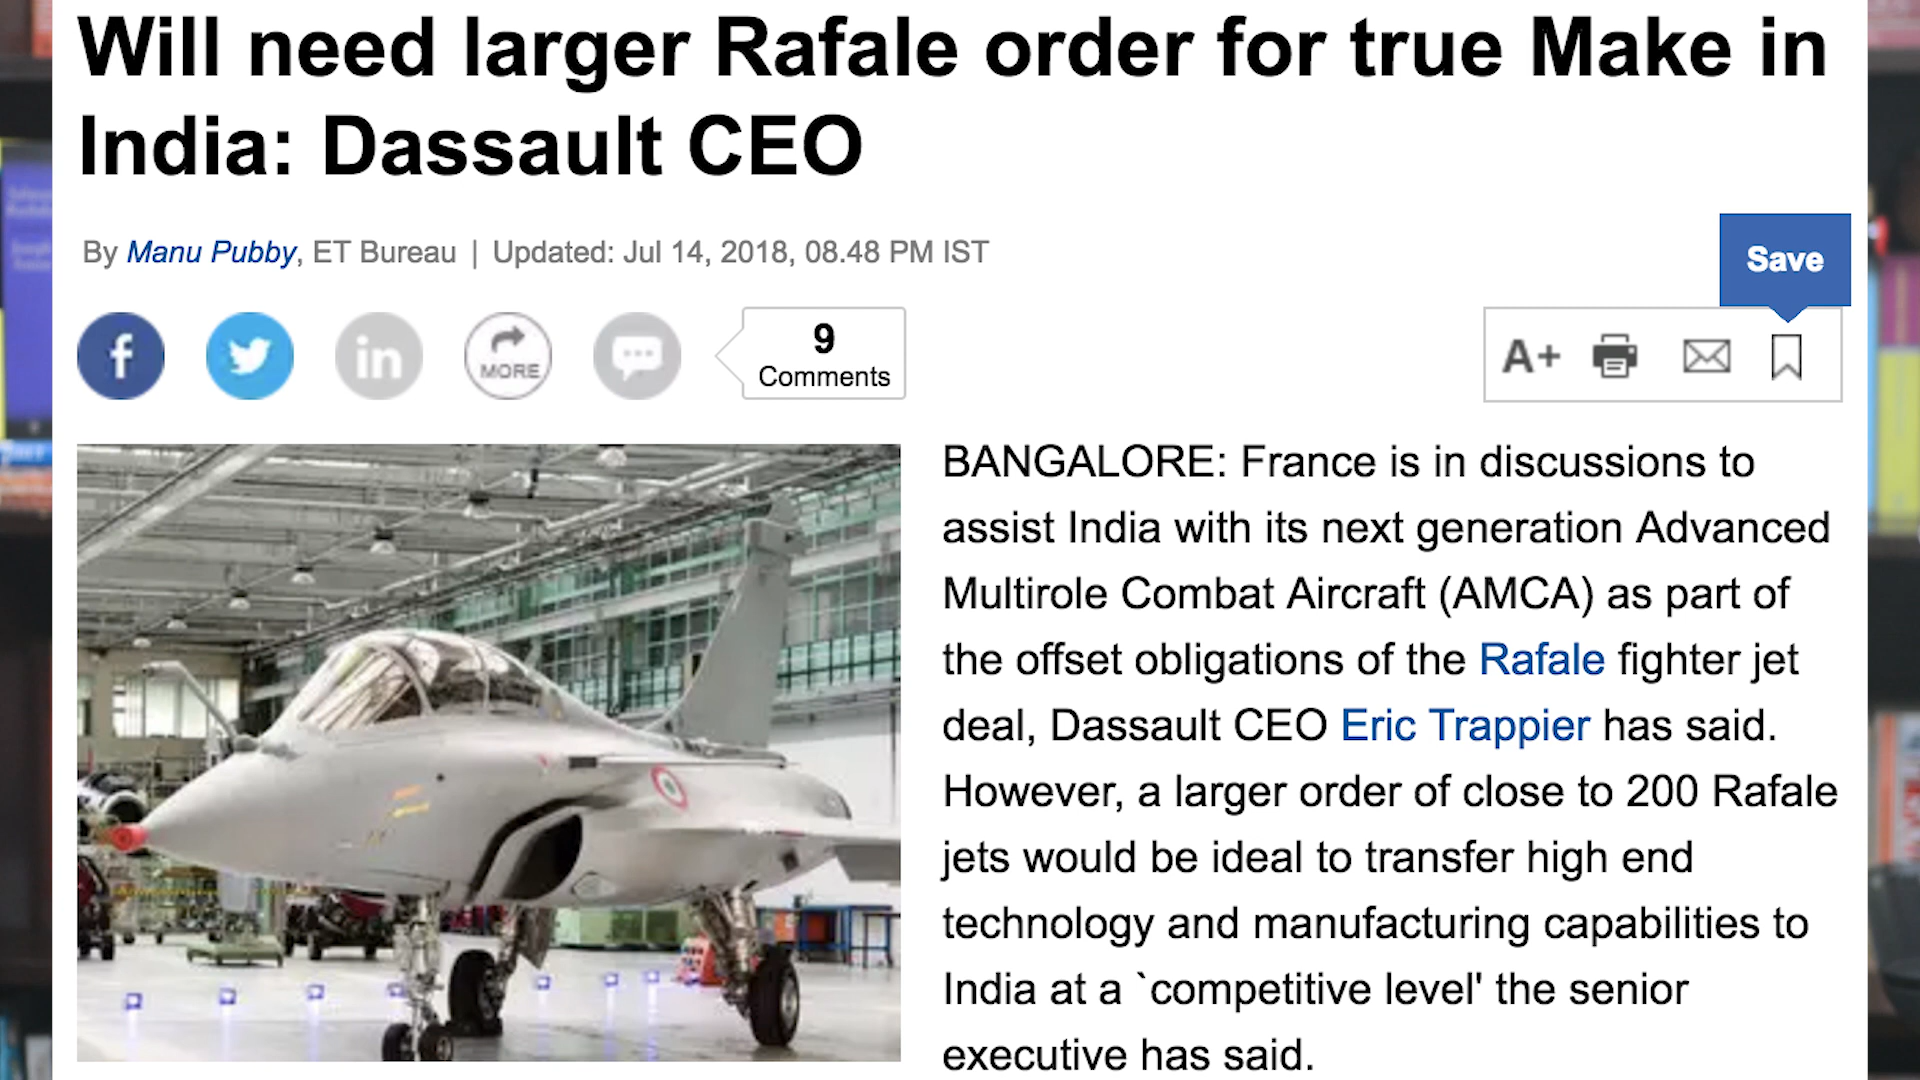 Will need larger Rafale order for true Make in
India: Dassault CEO
By Manu Pubby, ET Bureau | Updated: Jul 14, 2018, 08.48 PM IST
Save
f
in
MORE
9
Comments
A+
BANGALORE: France is in discussions to
assist India with its next generation Advanced
Multirole Combat Aircraft (AMCA) as part of
the offset obligations of the Rafale fighter jet
deal, Dassault CEO Eric Trappier has said.
However, a larger order of close to 200 Rafale
jets would be ideal to transfer high end
technology and manufacturing capabilities to
India at a `competitive level' the senior
executive has said.